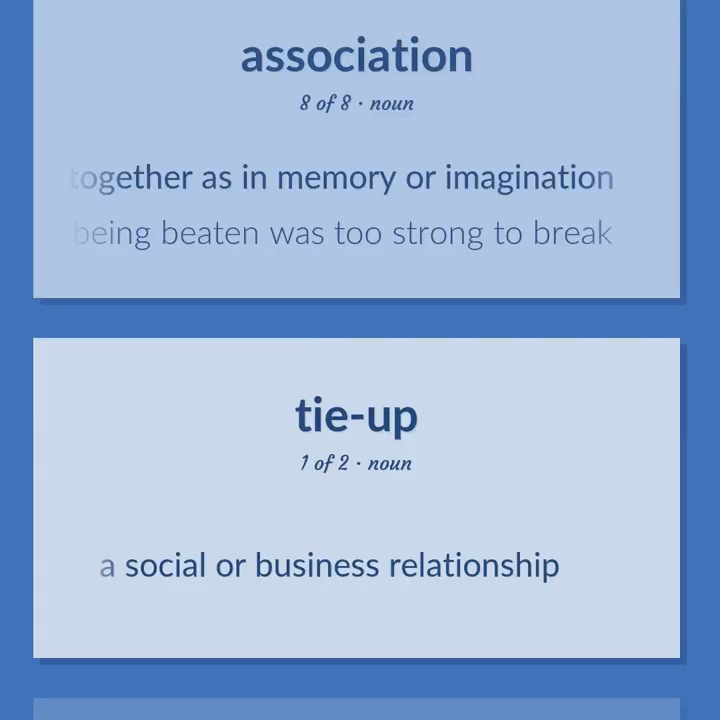 association
8 of 8 · noun
together as in memory or imagination
being beaten was too strong to break
tie-up
1 of 2 · noun
a social or business relationship